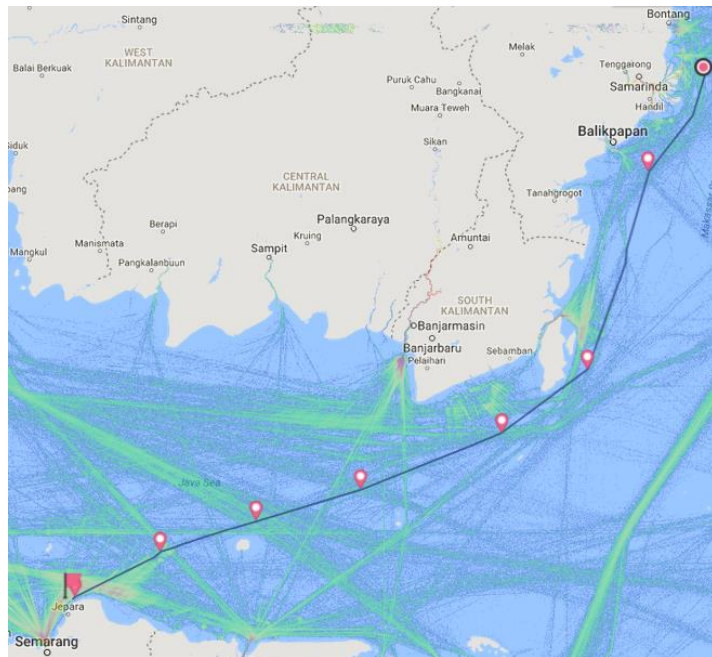 Bontang
Sintang
WEST
KALIMANTAN
Melak
Tenggarong
Balai Berkuak
Puruk Cahu
Samarinda
Bangkanai
Handil
Muara Teweh
Balikpapan
Sikan
CENTRAL
KALIMANTAN
Tanahgrogot
Palangkaraya
Berapi
Kruing
Amuntai
Manismata
Sampit
Mangkul
Pangkalanbuun
SOUTH
KALIMANTAN
Banjarmasin
Banjarbaru
Sebamban
Pelaihari
Java Sea
Jepara
Semarang